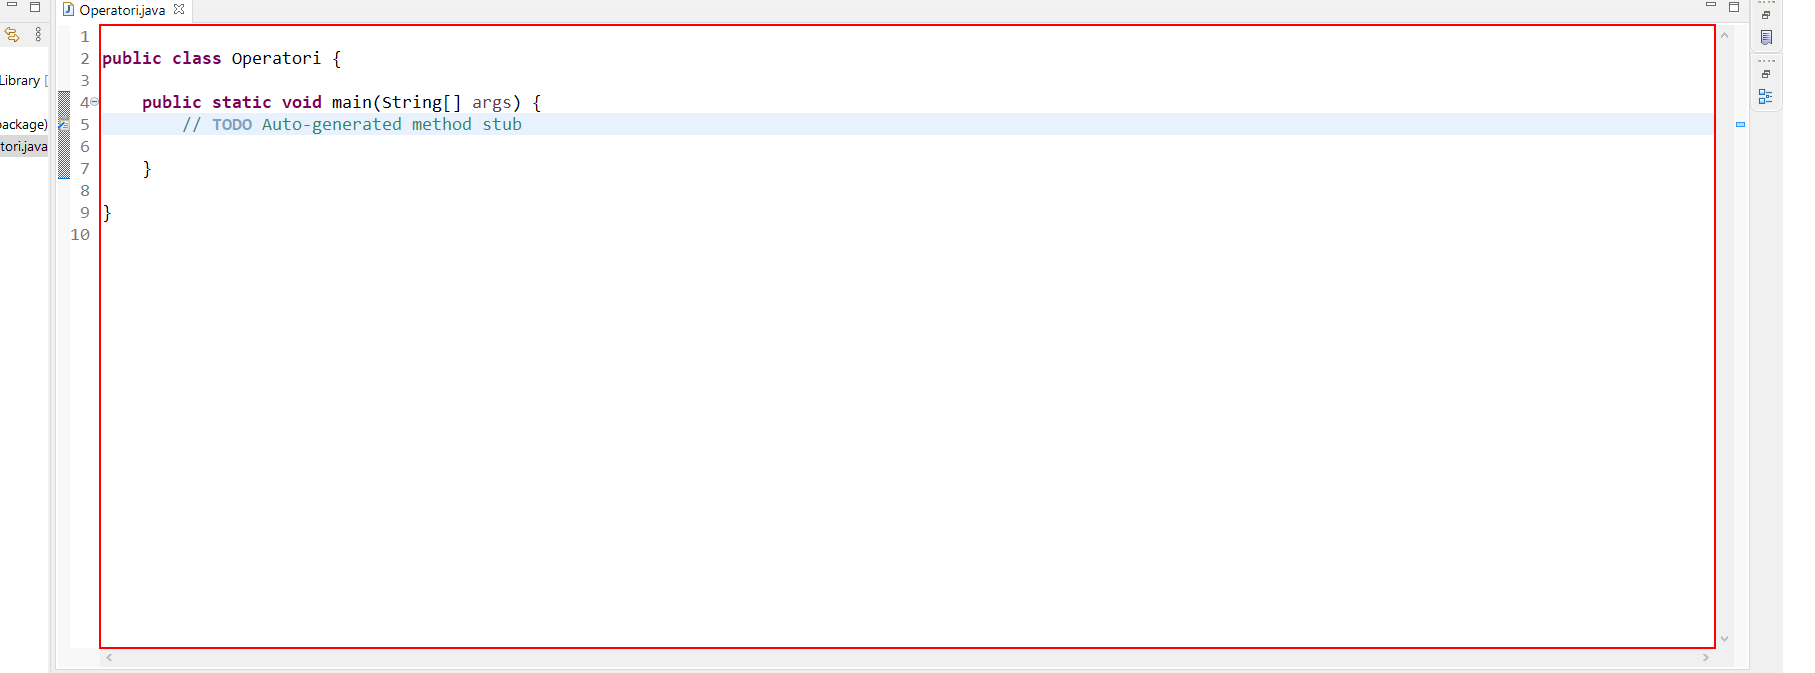 Operatori.java
Library [
package)
tori.java
1
2 public class Operatori {
3
4 public static void main(String[] args) {
5 // TODO Auto-generated method stub
6
7 }
8
9 }
10